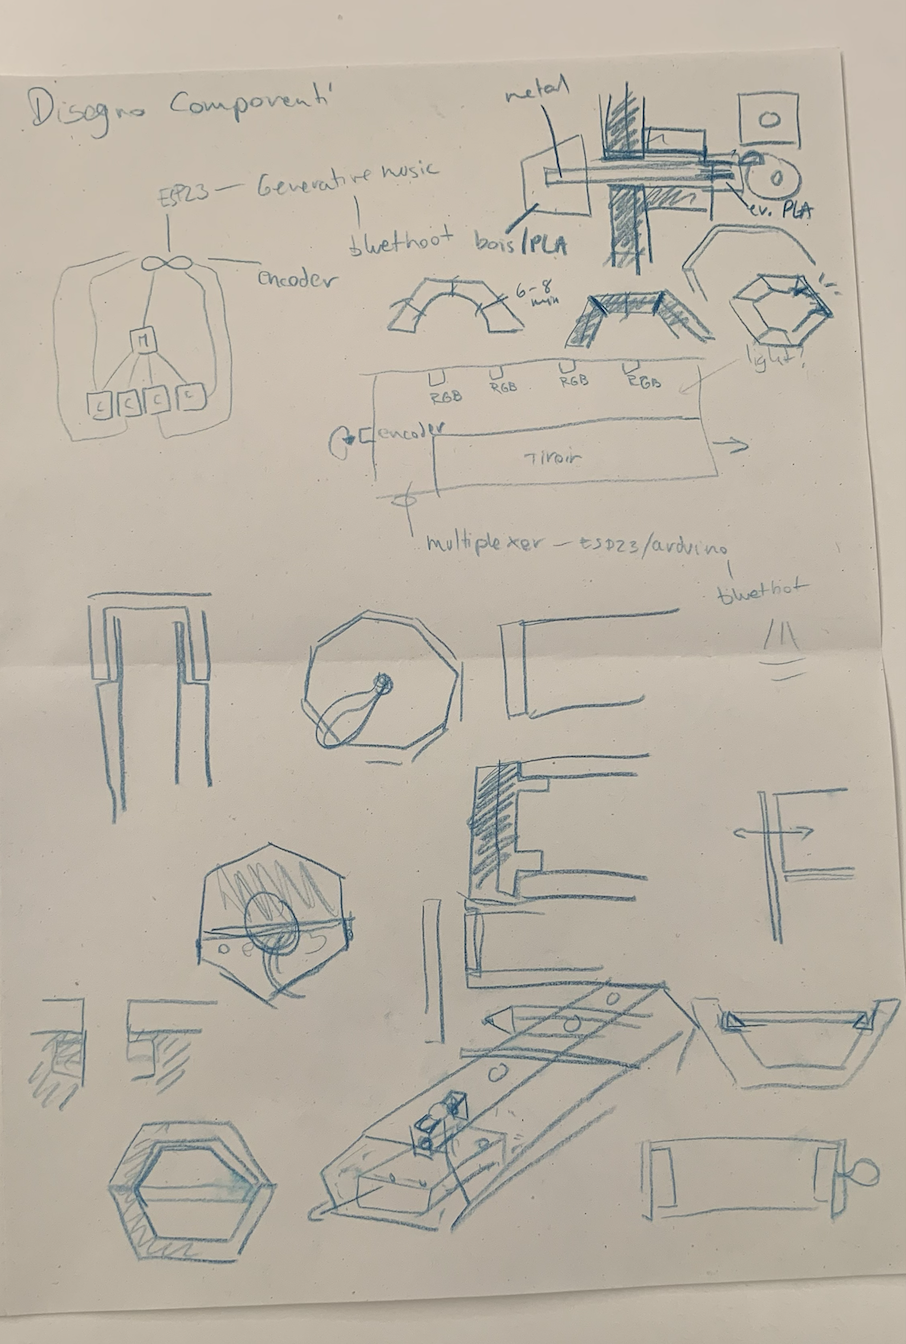 Disegno Componenti
metal
ESP23 — Generative music
bluethoot
bois/PLA
ev. PLA
encoder
6-8
mm
M
light!
RGB RGB RGB RGB
encoder
Tiroir
multiplexer — ESP23/arduino
bluethot